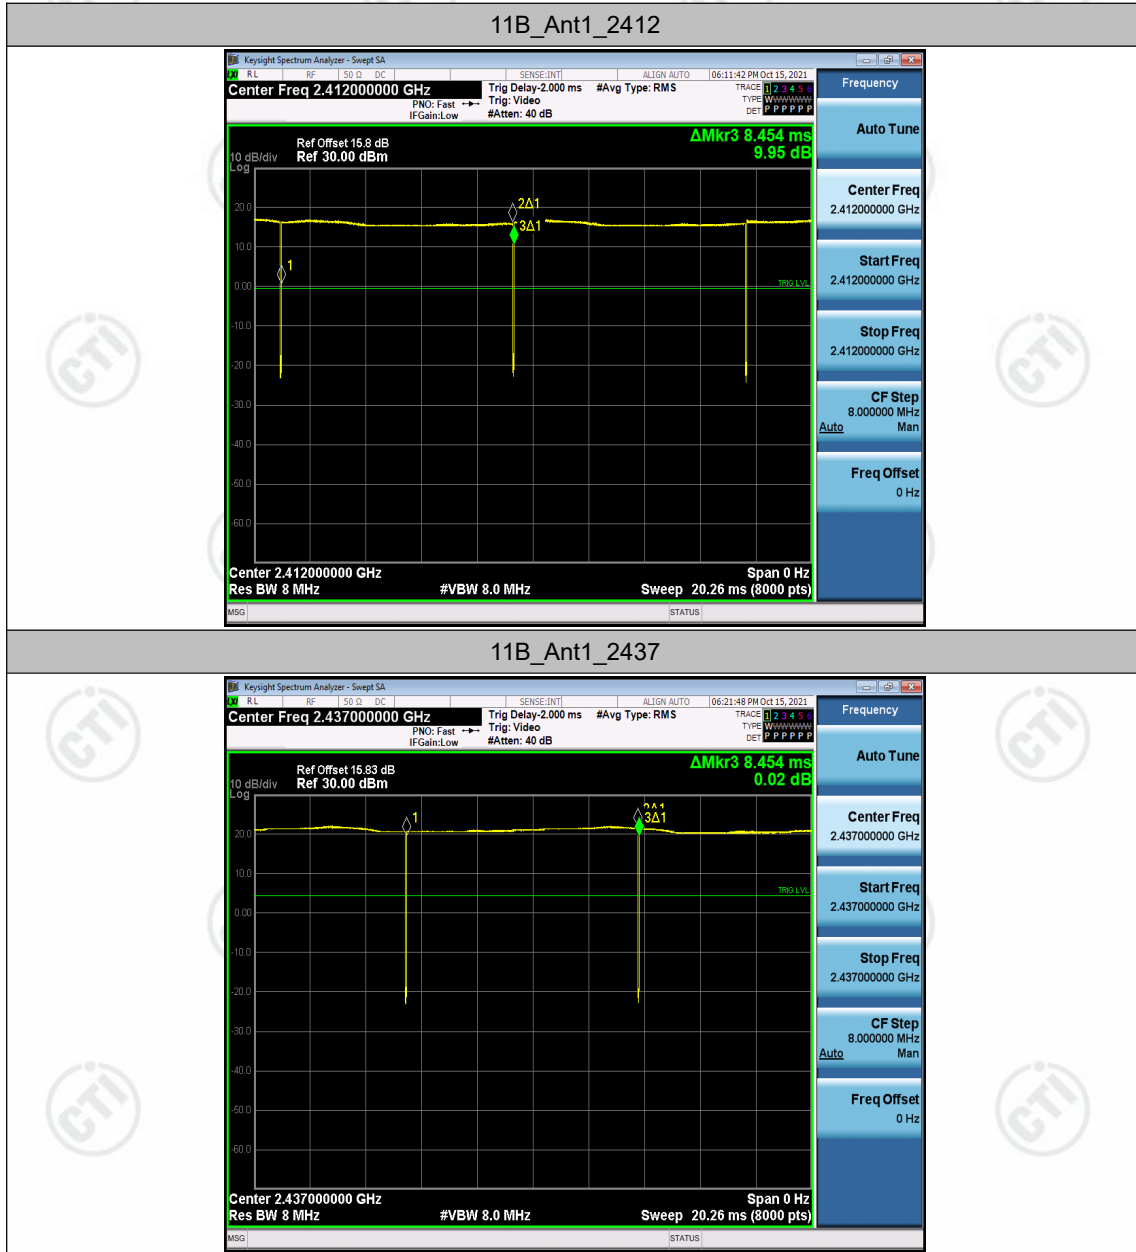 11B_Ant1_2412
Keysight Spectrum Analyzer - Swept SA
LXI RL RF 50 Ω DC SENSE:INT ALIGN AUTO 06:11:42 PM Oct 15, 2021
Center Freq 2.412000000 GHz
PNO: Fast
IFGain:Low
Trig Delay-2.000 ms
Trig: Video
#Atten: 40 dB
#Avg Type: RMS
TRACE 1 2 3 4 5 6
TYPE WWWWWW
DET P P P P P P
ΔMkr3 8.454 ms
9.95 dB
Ref Offset 15.8 dB
10 dB/div Ref 30.00 dBm
Log
2Δ1
20.0
3Δ1
10.0
1
0.00
TRIG LVL
-10.0
-20.0
-30.0
-40.0
-50.0
-60.0
Center 2.412000000 GHz Span 0 Hz
Res BW 8 MHz #VBW 8.0 MHz Sweep 20.26 ms (8000 pts)
MSG STATUS
Frequency
Auto Tune
Center Freq
2.412000000 GHz
Start Freq
2.412000000 GHz
Stop Freq
2.412000000 GHz
CF Step
8.000000 MHz
Auto Man
Freq Offset
0 Hz
CTI
CTI
11B_Ant1_2437
Keysight Spectrum Analyzer - Swept SA
LXI RL RF 50 Ω DC SENSE:INT ALIGN AUTO 06:21:48 PM Oct 15, 2021
Center Freq 2.437000000 GHz
PNO: Fast
IFGain:Low
Trig Delay-2.000 ms
Trig: Video
#Atten: 40 dB
#Avg Type: RMS
TRACE 1 2 3 4 5 6
TYPE WWWWWW
DET P P P P P P
ΔMkr3 8.454 ms
0.02 dB
Ref Offset 15.83 dB
10 dB/div Ref 30.00 dBm
Log
2Δ1
1
3Δ1
20.0
10.0
TRIG LVL
0.00
-10.0
-20.0
-30.0
-40.0
-50.0
-60.0
Center 2.437000000 GHz Span 0 Hz
Res BW 8 MHz #VBW 8.0 MHz Sweep 20.26 ms (8000 pts)
MSG STATUS
Frequency
Auto Tune
Center Freq
2.437000000 GHz
Start Freq
2.437000000 GHz
Stop Freq
2.437000000 GHz
CF Step
8.000000 MHz
Auto Man
Freq Offset
0 Hz
CTI
CTI
CTI
CTI